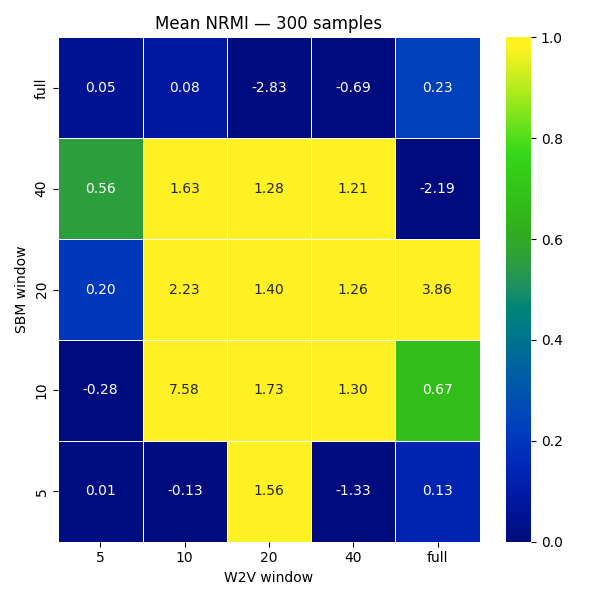 Mean NRMI — 300 samples
full 0.05 0.08 -2.83 -0.69 0.23
40 0.56 1.63 1.28 1.21 -2.19
20 0.20 2.23 1.40 1.26 3.86
10 -0.28 7.58 1.73 1.30 0.67
5 0.01 -0.13 1.56 -1.33 0.13
5 10 20 40 full
W2V window
SBM window
1.0
0.8
0.6
0.4
0.2
0.0